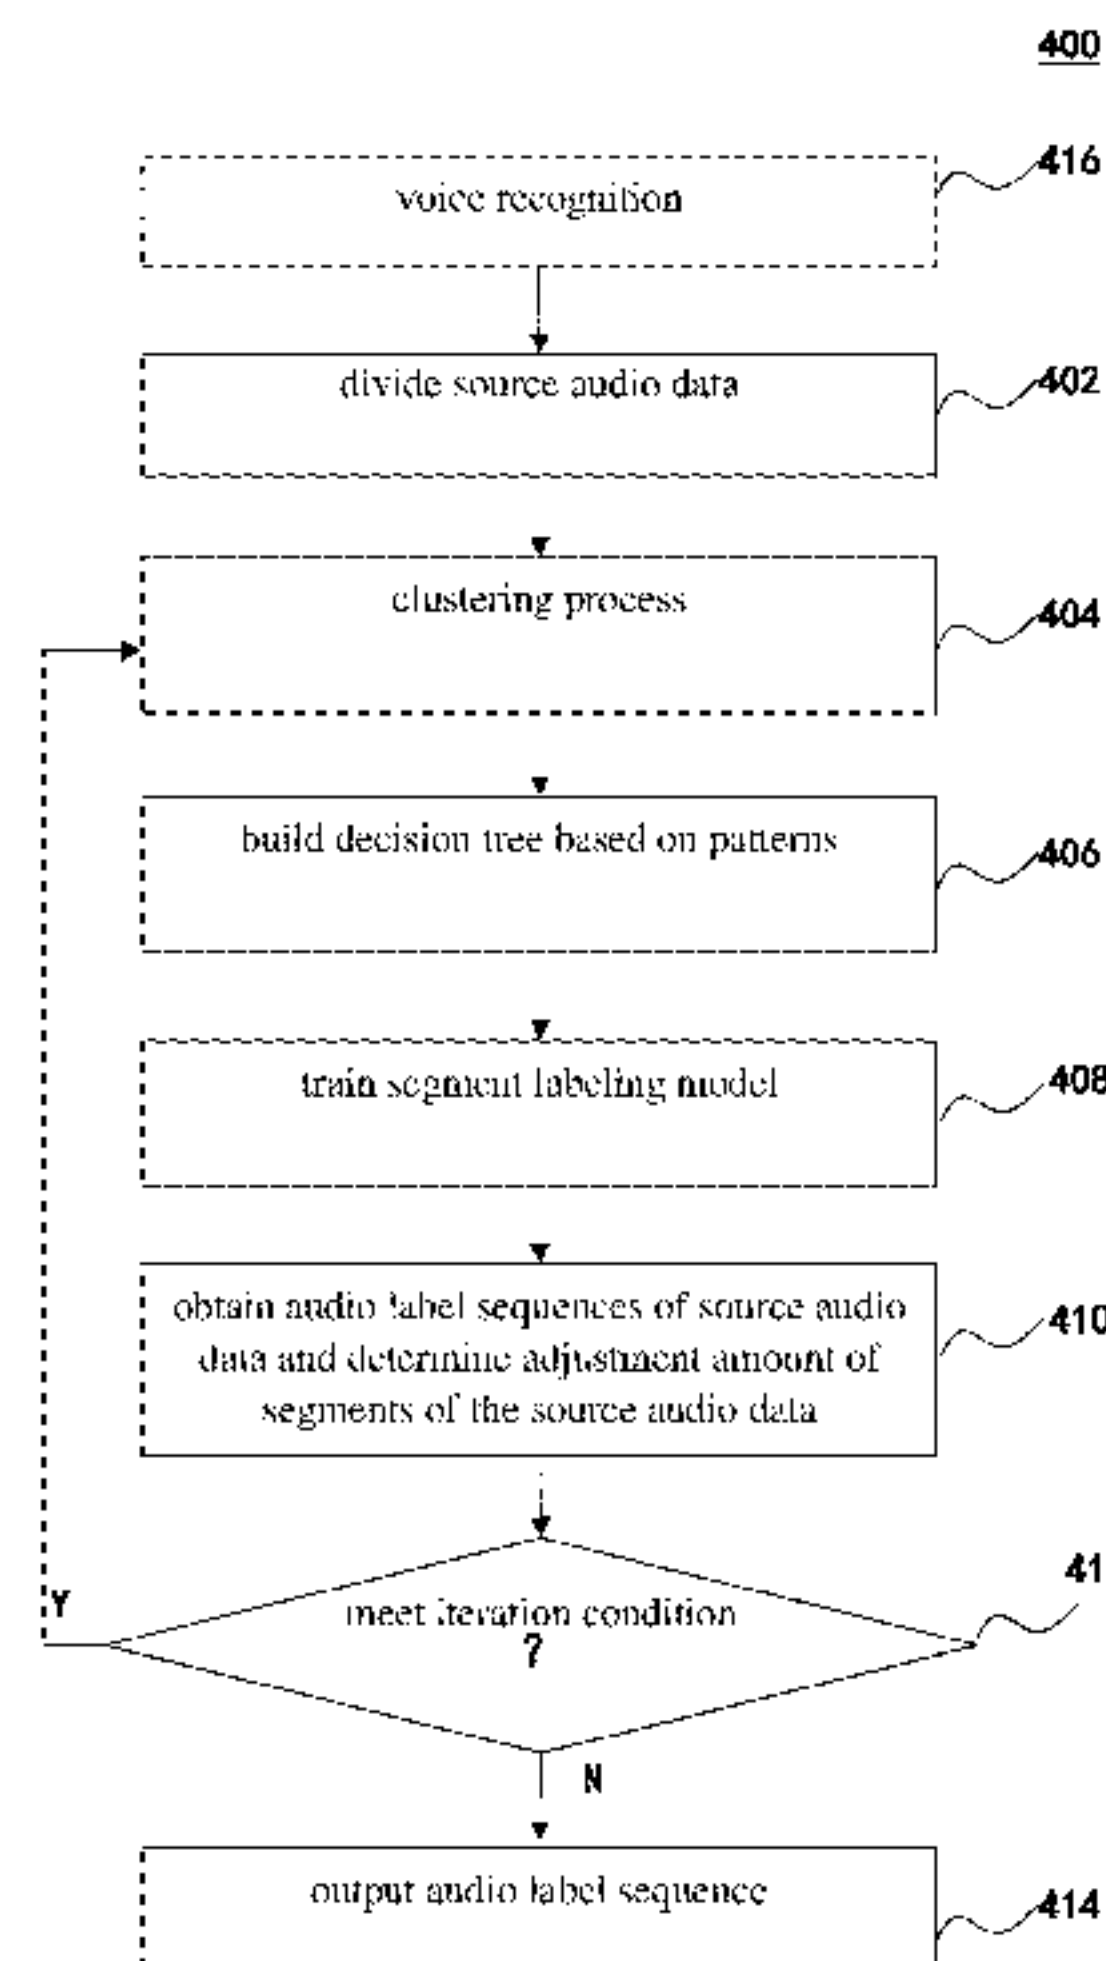 400
voice recognition
416
divide source audio data
402
clustering process
404
build decision tree based on patterns
406
train segment labeling model
408
obtain audio label sequences of source audio
data and determine adjustment amount of
segments of the source audio data
410
meet iteration condition
?
41
Y
N
output audio label sequence
414